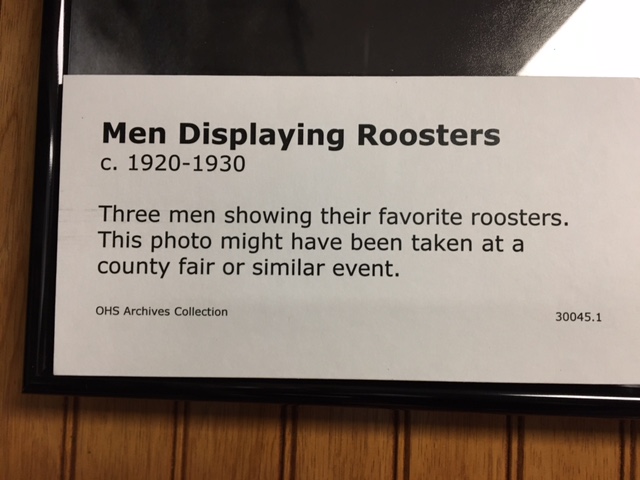 Men Displaying Roosters
c. 1920-1930
Three men showing their favorite roosters.
This photo might have been taken at a
county fair or similar event.
OHS Archives Collection 30045.1